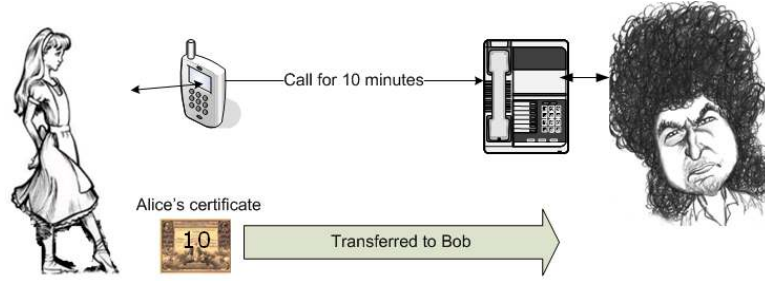 Call for 10 minutes
Alice's certificate
10
Transferred to Bob